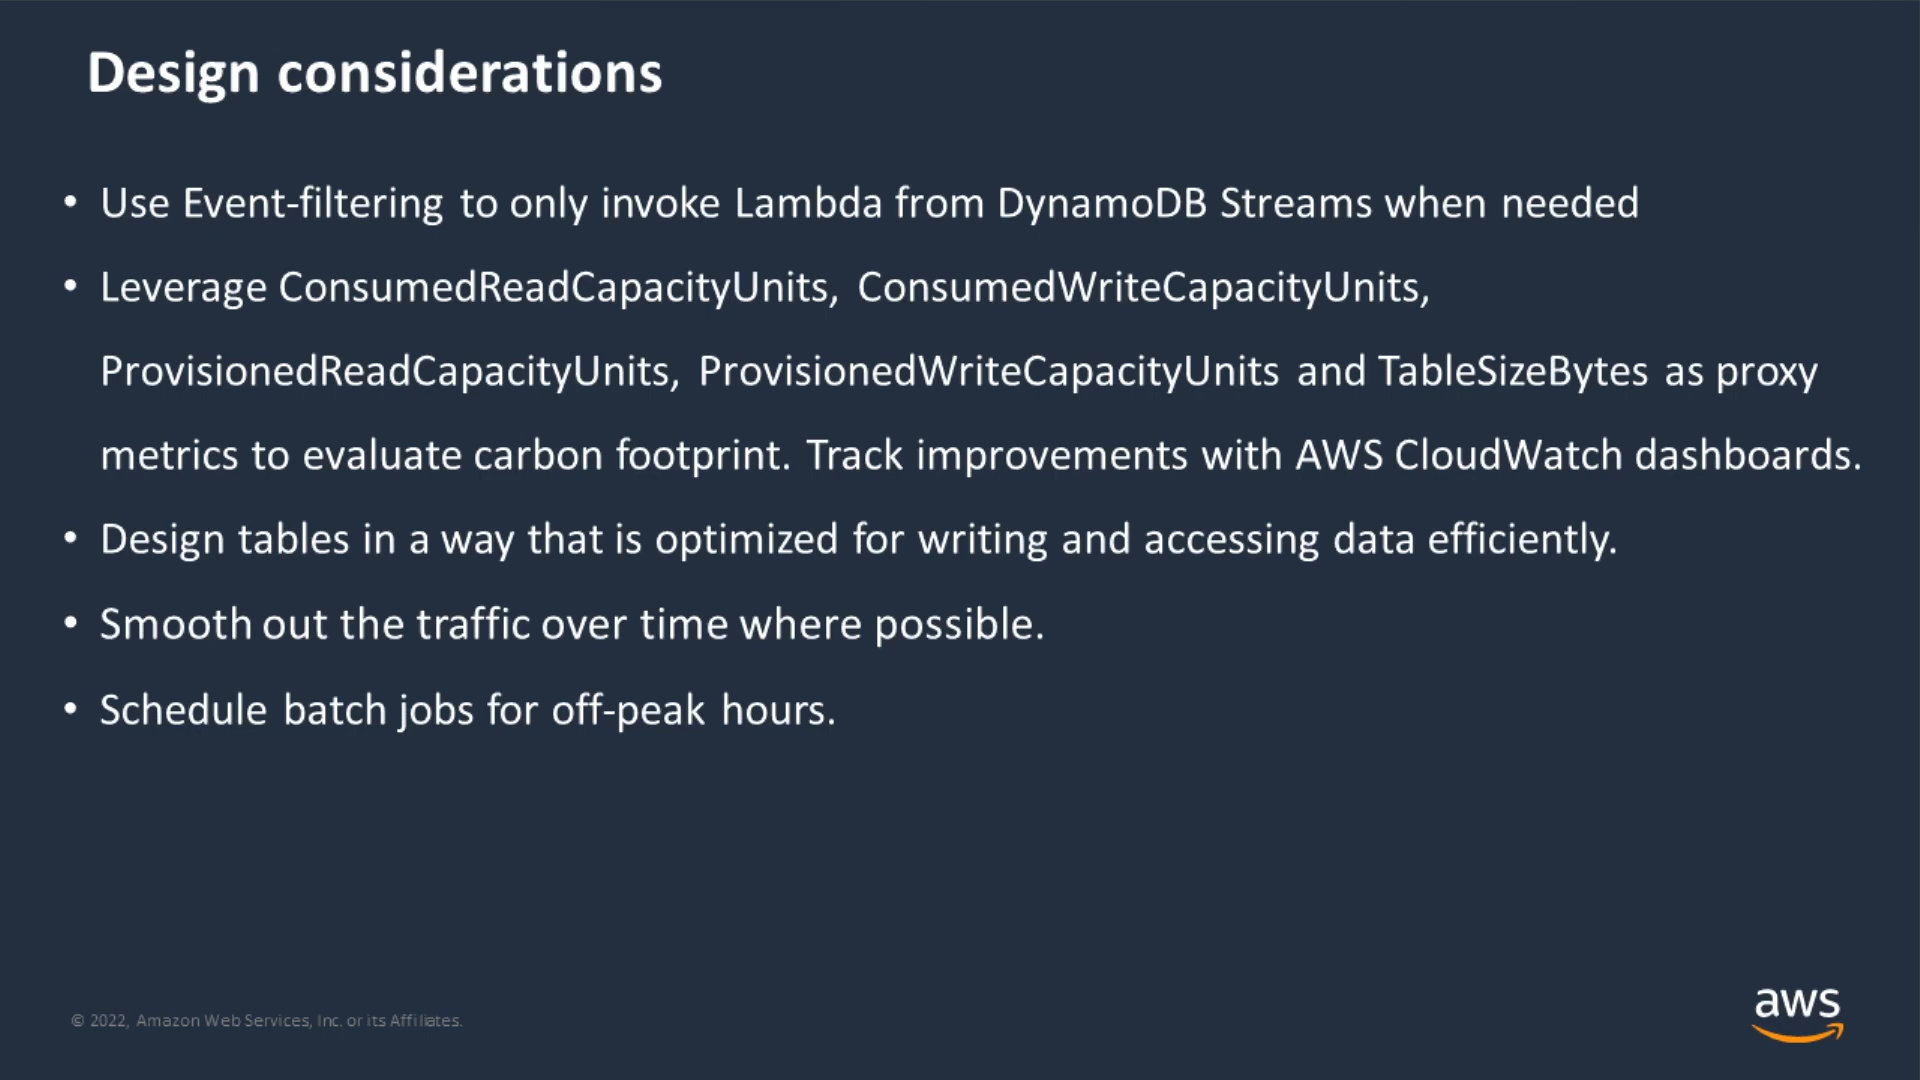 Design considerations
• Use Event-filtering to only invoke Lambda from DynamoDB Streams when needed
• Leverage ConsumedReadCapacityUnits, ConsumedWriteCapacityUnits,
ProvisionedReadCapacityUnits, ProvisionedWriteCapacityUnits and TableSizeBytes as proxy
metrics to evaluate carbon footprint. Track improvements with AWS CloudWatch dashboards.
• Design tables in a way that is optimized for writing and accessing data efficiently.
• Smooth out the traffic over time where possible.
• Schedule batch jobs for off-peak hours.
© 2022, Amazon Web Services, Inc. or its Affiliates.
aws